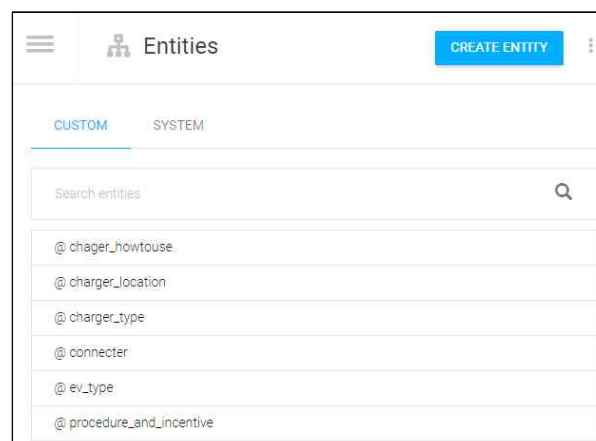 Entities
CREATE ENTITY
CUSTOM SYSTEM
Search entities
@ chager_howtouse
@ charger_location
@ charger_type
@ connecter
@ ev_type
@ procedure_and_incentive